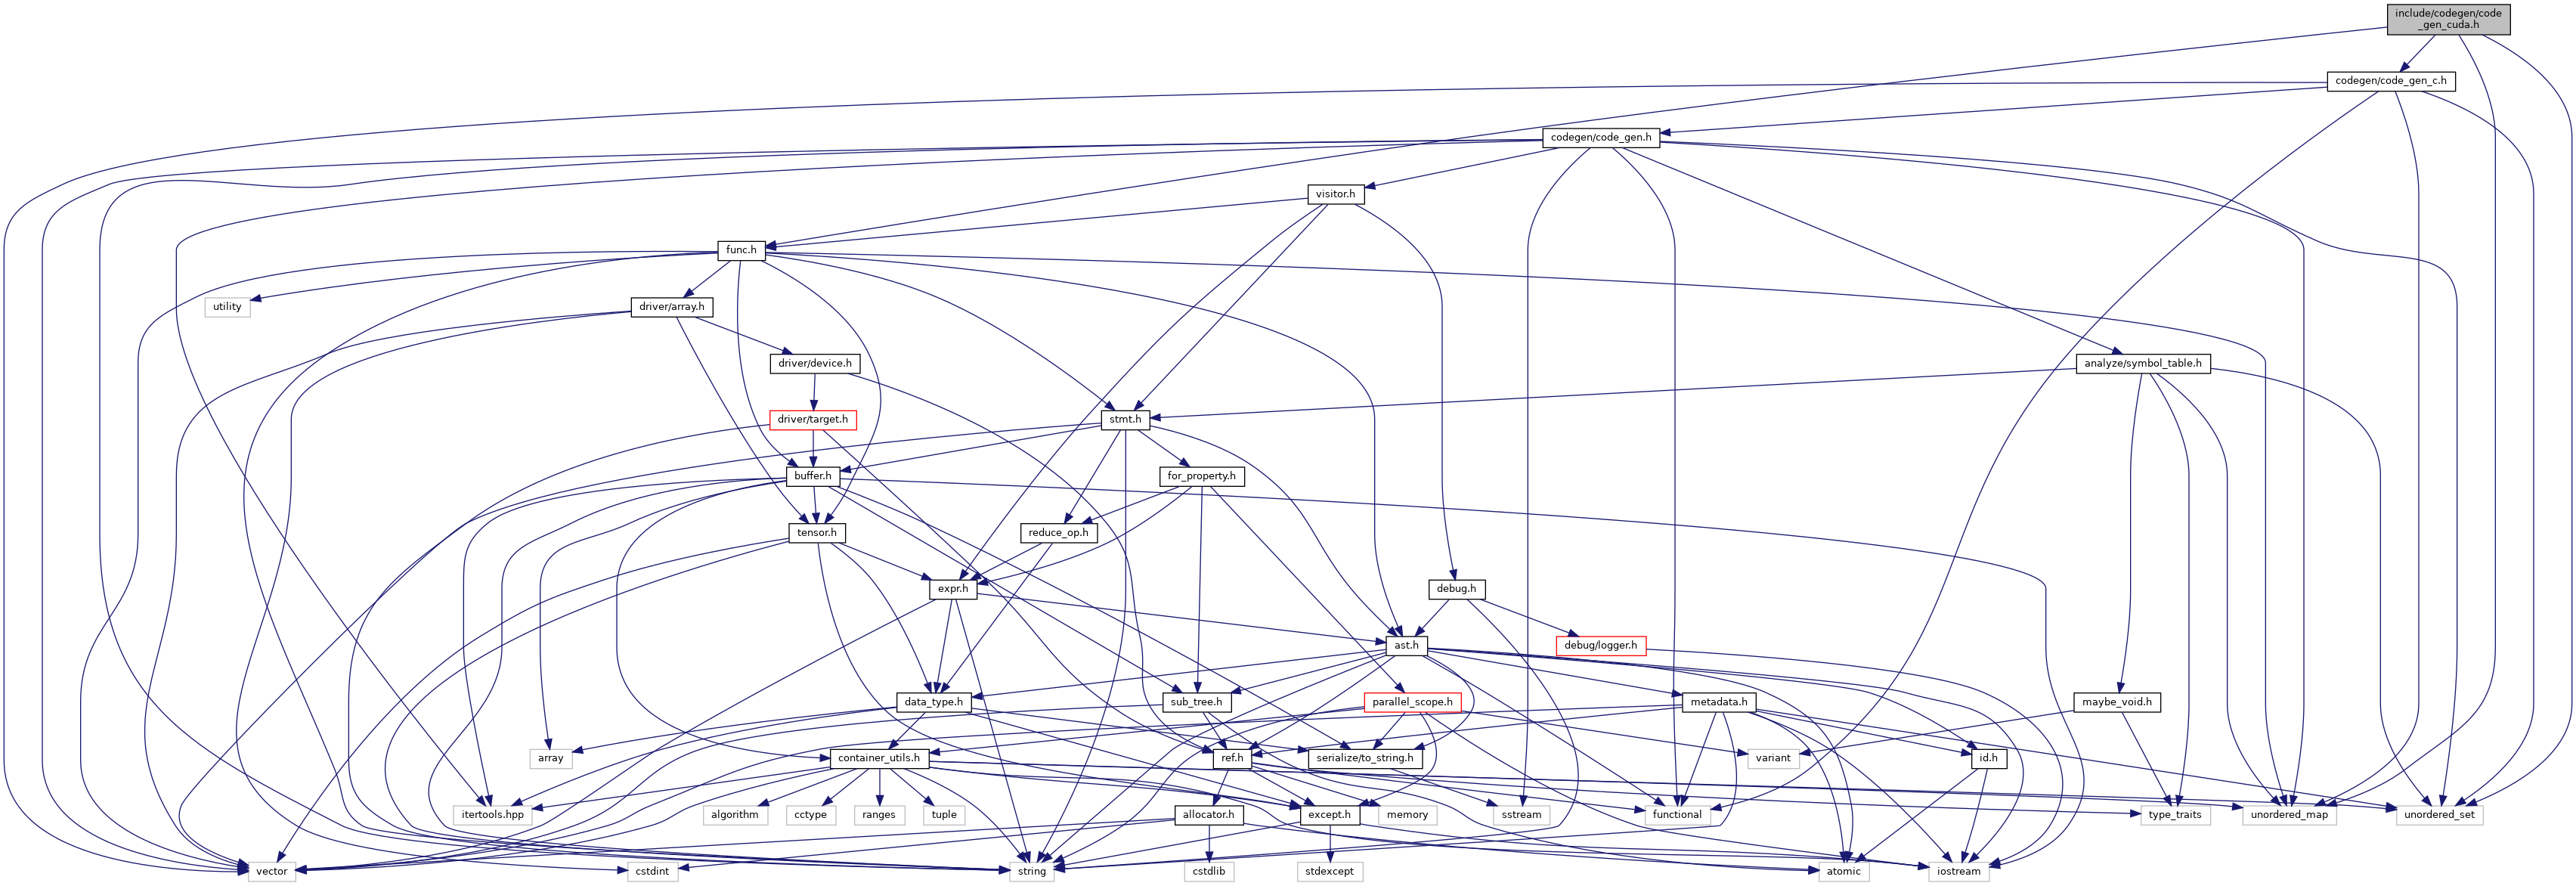 include/codegen/code
_gen_cuda.h
codegen/code_gen_c.h
codegen/code_gen.h
visitor.h
func.h
utility
driver/array.h
driver/device.h
analyze/symbol_table.h
driver/target.h
stmt.h
buffer.h
for_property.h
tensor.h
reduce_op.h
expr.h
debug.h
ast.h
debug/logger.h
data_type.h
sub_tree.h
parallel_scope.h
metadata.h
maybe_void.h
array
container_utils.h
ref.h
serialize/to_string.h
variant
id.h
itertools.hpp
algorithm
cctype
ranges
tuple
allocator.h
except.h
memory
sstream
functional
type_traits
unordered_map
unordered_set
vector
cstdint
string
cstdlib
stdexcept
atomic
iostream